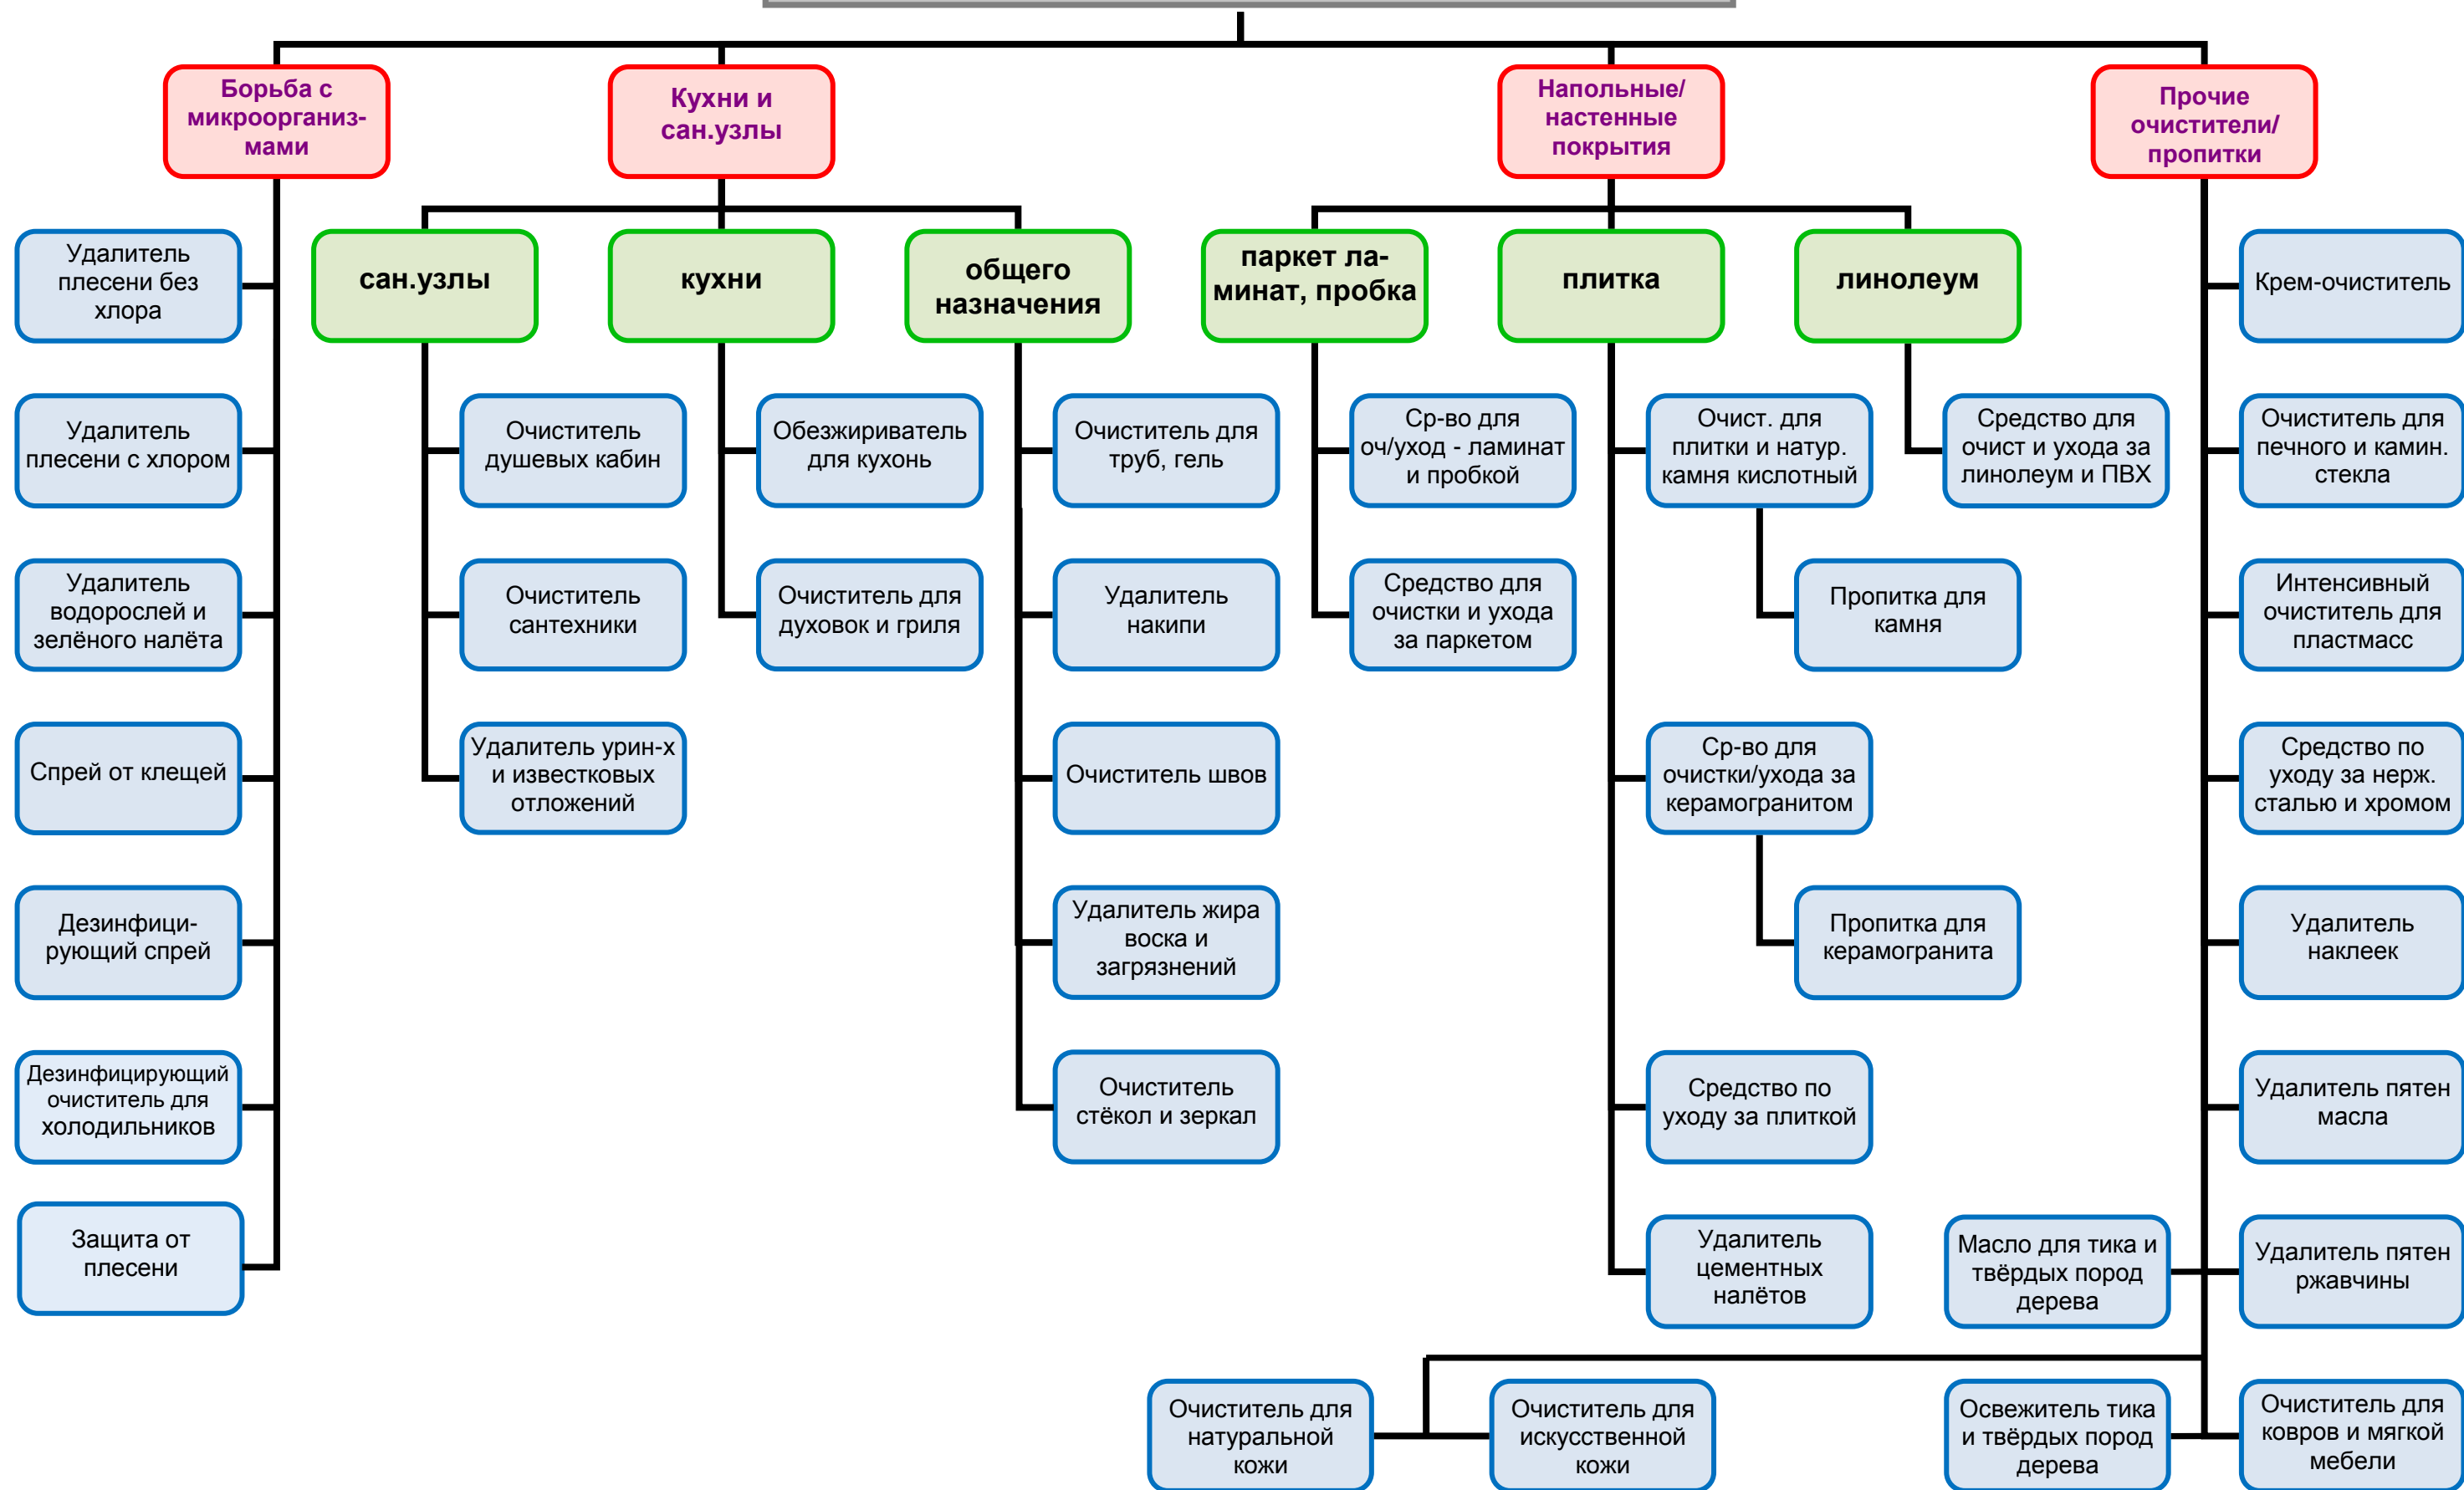 Борьба с
микроорганиз-
мами
Кухни и
сан.узлы
Напольные/
настенные
покрытия
Прочие
очистители/
пропитки
Удалитель
плесени без
хлора
сан.узлы
кухни
общего
назначения
паркет ла-
минат, пробка
плитка
линолеум
Крем-очиститель
Удалитель
плесени с хлором
Очиститель
душевых кабин
Обезжириватель
для кухонь
Очиститель для
труб, гель
Ср-во для
оч/уход - ламинат
и пробкой
Очист. для
плитки и натур.
камня кислотный
Средство для
очист и ухода за
линолеум и ПВХ
Очиститель для
печного и камин.
стекла
Удалитель
водорослей и
зелёного налёта
Очиститель
сантехники
Очиститель для
духовок и гриля
Удалитель
накипи
Средство для
очистки и ухода
за паркетом
Пропитка для
камня
Интенсивный
очиститель для
пластмасс
Спрей от клещей
Удалитель урин-х
и известковых
отложений
Очиститель швов
Ср-во для
очистки/ухода за
керамогранитом
Средство по
уходу за нерж.
сталью и хромом
Дезинфици-
рующий спрей
Удалитель жира
воска и
загрязнений
Пропитка для
керамогранита
Удалитель
наклеек
Дезинфицирующий
очиститель для
холодильников
Очиститель
стёкол и зеркал
Средство по
уходу за плиткой
Удалитель пятен
масла
Защита от
плесени
Удалитель
цементных
налётов
Масло для тика и
твёрдых пород
дерева
Удалитель пятен
ржавчины
Очиститель для
натуральной
кожи
Очиститель для
искусственной
кожи
Освежитель тика
и твёрдых пород
дерева
Очиститель для
ковров и мягкой
мебели